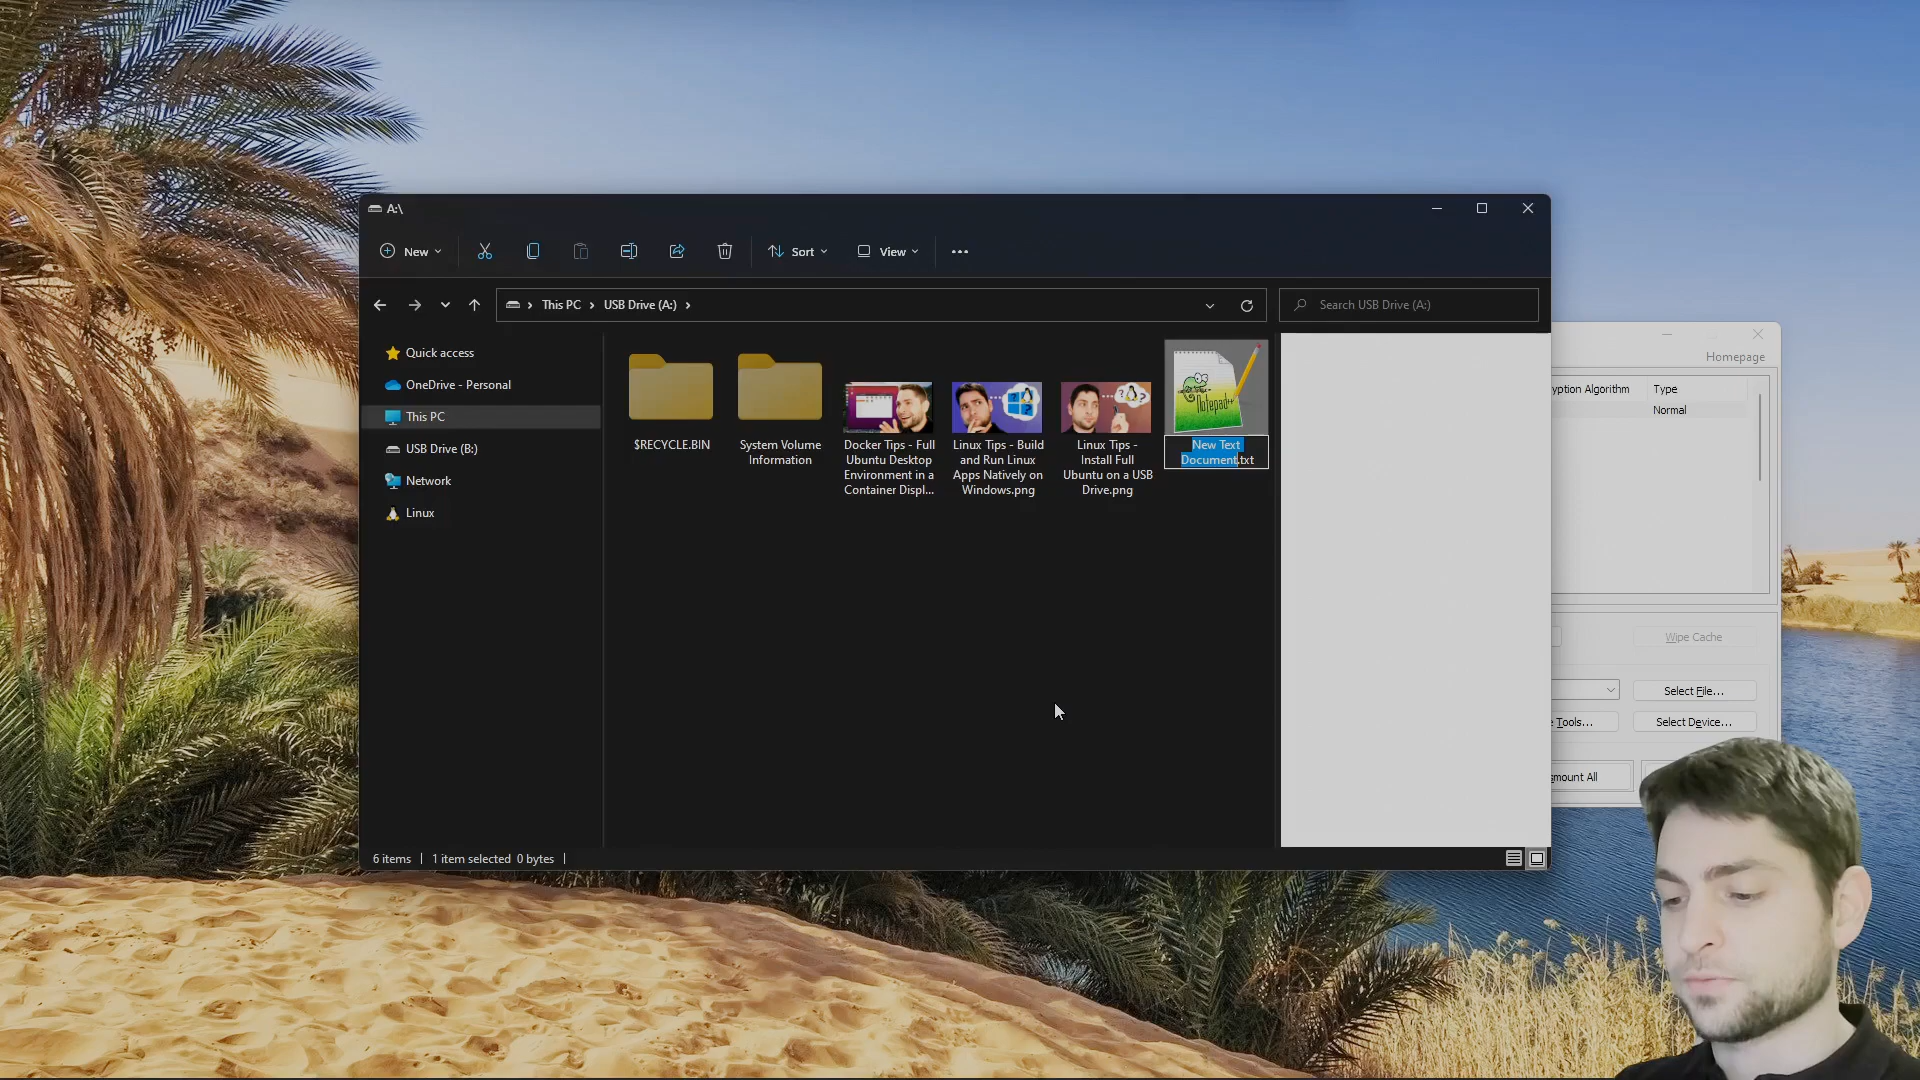 A:\
New
Sort
View
This PC
USB Drive (A:)
Search USB Drive (A:)
Quick access
OneDrive - Personal
This PC
USB Drive (B:)
Network
Linux
$RECYCLE.BIN
System Volume
Information
Docker Tips - Full
Ubuntu Desktop
Environment in a
Container Displ...
Linux Tips - Build
and Run Linux
Apps Natively on
Windows.png
Linux Tips -
Install Full
Ubuntu on a USB
Drive.png
Notepad++
New Text
Document.txt
6 items
1 item selected 0 bytes
Homepage
yption Algorithm
Type
Normal
Wipe Cache
Select File...
e Tools...
Select Device...
smount All